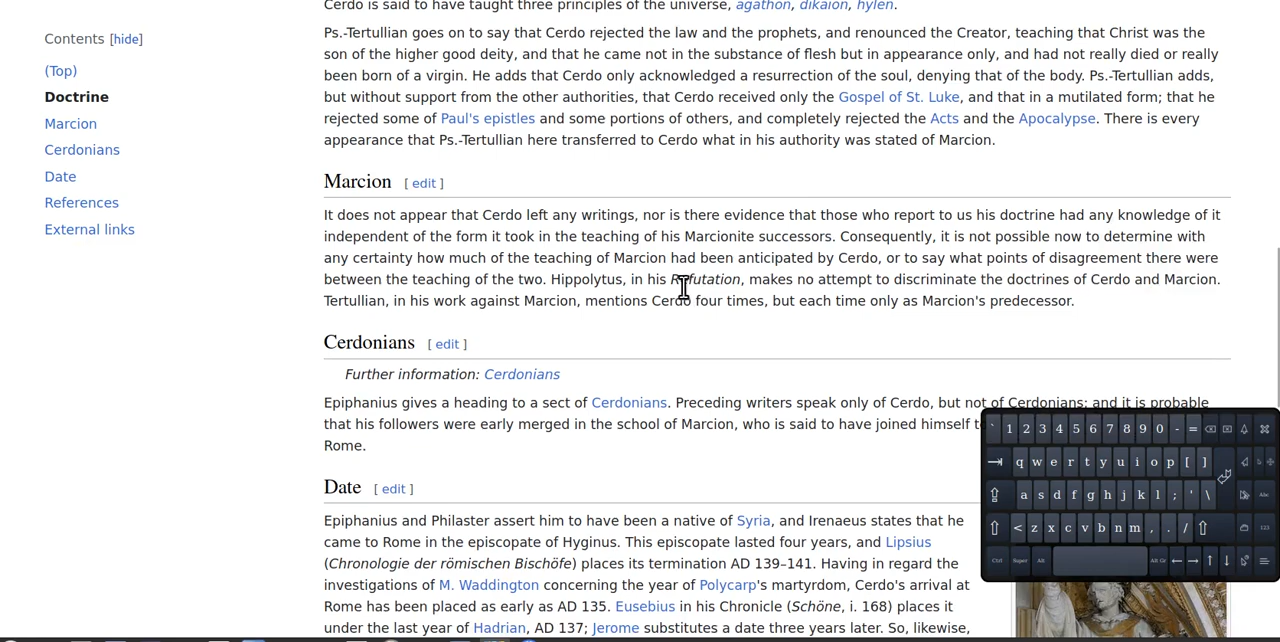 Cerdo is said to have taught three principles of the universe, agathon, dikaion, hylen.
Contents [hide]
(Top)
Doctrine
Marcion
Cerdonians
Date
References
External links
Ps.-Tertullian goes on to say that Cerdo rejected the law and the prophets, and renounced the Creator, teaching that Christ was the
son of the higher good deity, and that he came not in the substance of flesh but in appearance only, and had not really died or really
been born of a virgin. He adds that Cerdo only acknowledged a resurrection of the soul, denying that of the body. Ps.-Tertullian adds,
but without support from the other authorities, that Cerdo received only the Gospel of St. Luke, and that in a mutilated form; that he
rejected some of Paul's epistles and some portions of others, and completely rejected the Acts and the Apocalypse. There is every
appearance that Ps.-Tertullian here transferred to Cerdo what in his authority was stated of Marcion.
Marcion [ edit ]
It does not appear that Cerdo left any writings, nor is there evidence that those who report to us his doctrine had any knowledge of it
independent of the form it took in the teaching of his Marcionite successors. Consequently, it is not possible now to determine with
any certainty how much of the teaching of Marcion had been anticipated by Cerdo, or to say what points of disagreement there were
between the teaching of the two. Hippolytus, in his Refutation, makes no attempt to discriminate the doctrines of Cerdo and Marcion.
Tertullian, in his work against Marcion, mentions Cerdo four times, but each time only as Marcion's predecessor.
Cerdonians [ edit ]
Further information: Cerdonians
Epiphanius gives a heading to a sect of Cerdonians. Preceding writers speak only of Cerdo, but not of Cerdonians; and it is probable
that his followers were early merged in the school of Marcion, who is said to have joined himself t
Rome.
Date [ edit ]
Epiphanius and Philaster assert him to have been a native of Syria, and Irenaeus states that he
came to Rome in the episcopate of Hyginus. This episcopate lasted four years, and Lipsius
(Chronologie der römischen Bischöfe) places its termination AD 139–141. Having in regard the
investigations of M. Waddington concerning the year of Polycarp's martyrdom, Cerdo's arrival at
Rome has been placed as early as AD 135. Eusebius in his Chronicle (Schöne, i. 168) places it
under the last year of Hadrian, AD 137; Jerome substitutes a date three years later. So, likewise,
` 1 2 3 4 5 6 7 8 9 0 - =
q w e r t y u i o p [ ]
a s d f g h j k l ; ' \ Abc
< z x c v b n m , . / 123
Ctrl Super Alt Alt Gr